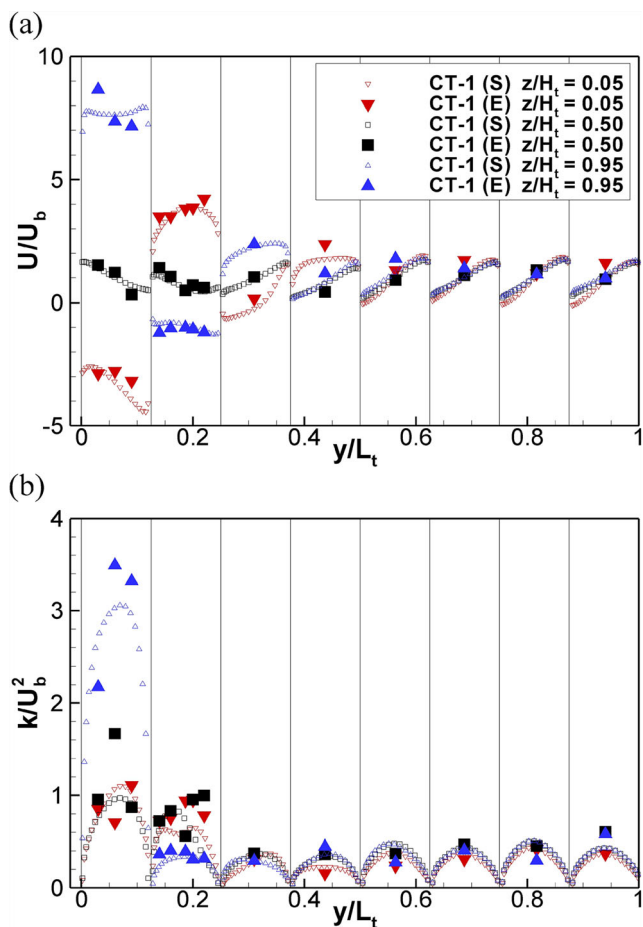 (a)
10
5
0
-5
U/U_b
CT-1 (S) z/H_t = 0.05
CT-1 (E) z/H_t = 0.05
CT-1 (S) z/H_t = 0.50
CT-1 (E) z/H_t = 0.50
CT-1 (S) z/H_t = 0.95
CT-1 (E) z/H_t = 0.95
0 0.2 0.4 0.6 0.8 1
y/L_t
(b)
4
3
2
1
0
k/U_b^2
0 0.2 0.4 0.6 0.8 1
y/L_t